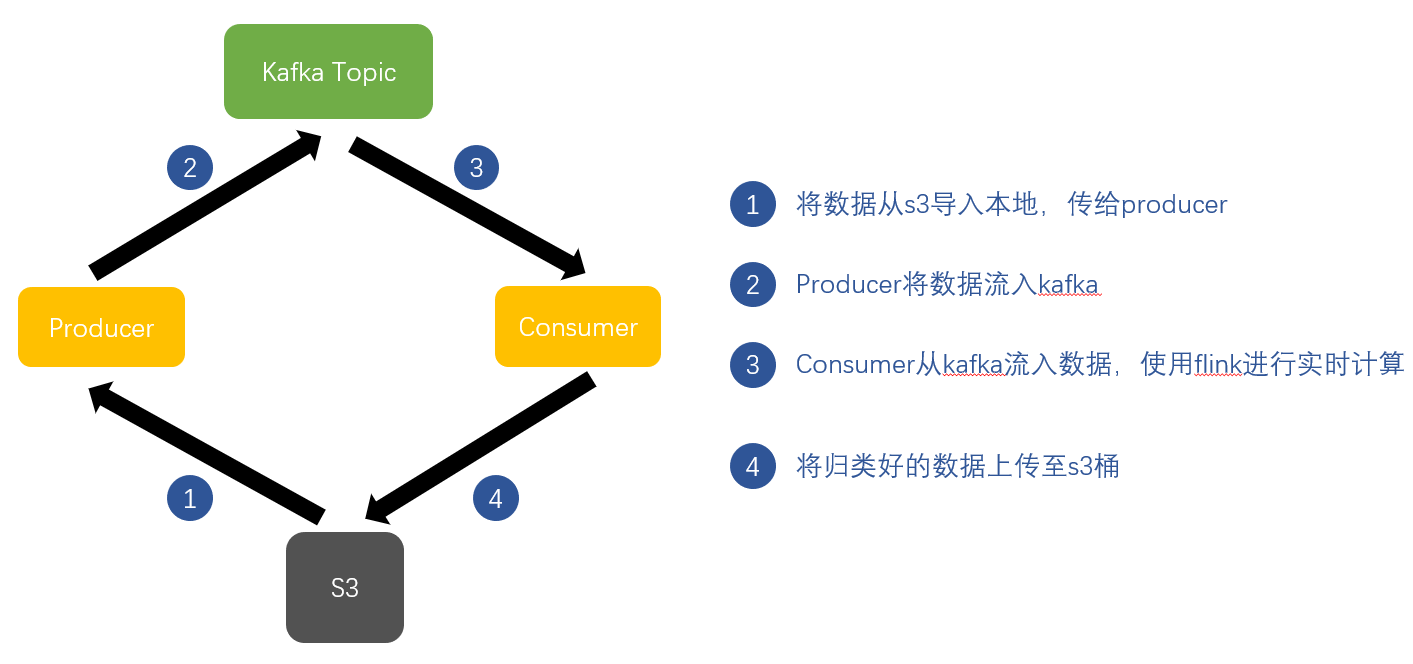 Kafka Topic
2
3
Producer
Consumer
1
4
S3
1 将数据从s3导入本地，传给producer
2 Producer将数据流入kafka
3 Consumer从kafka流入数据，使用flink进行实时计算
4 将归类好的数据上传至s3桶